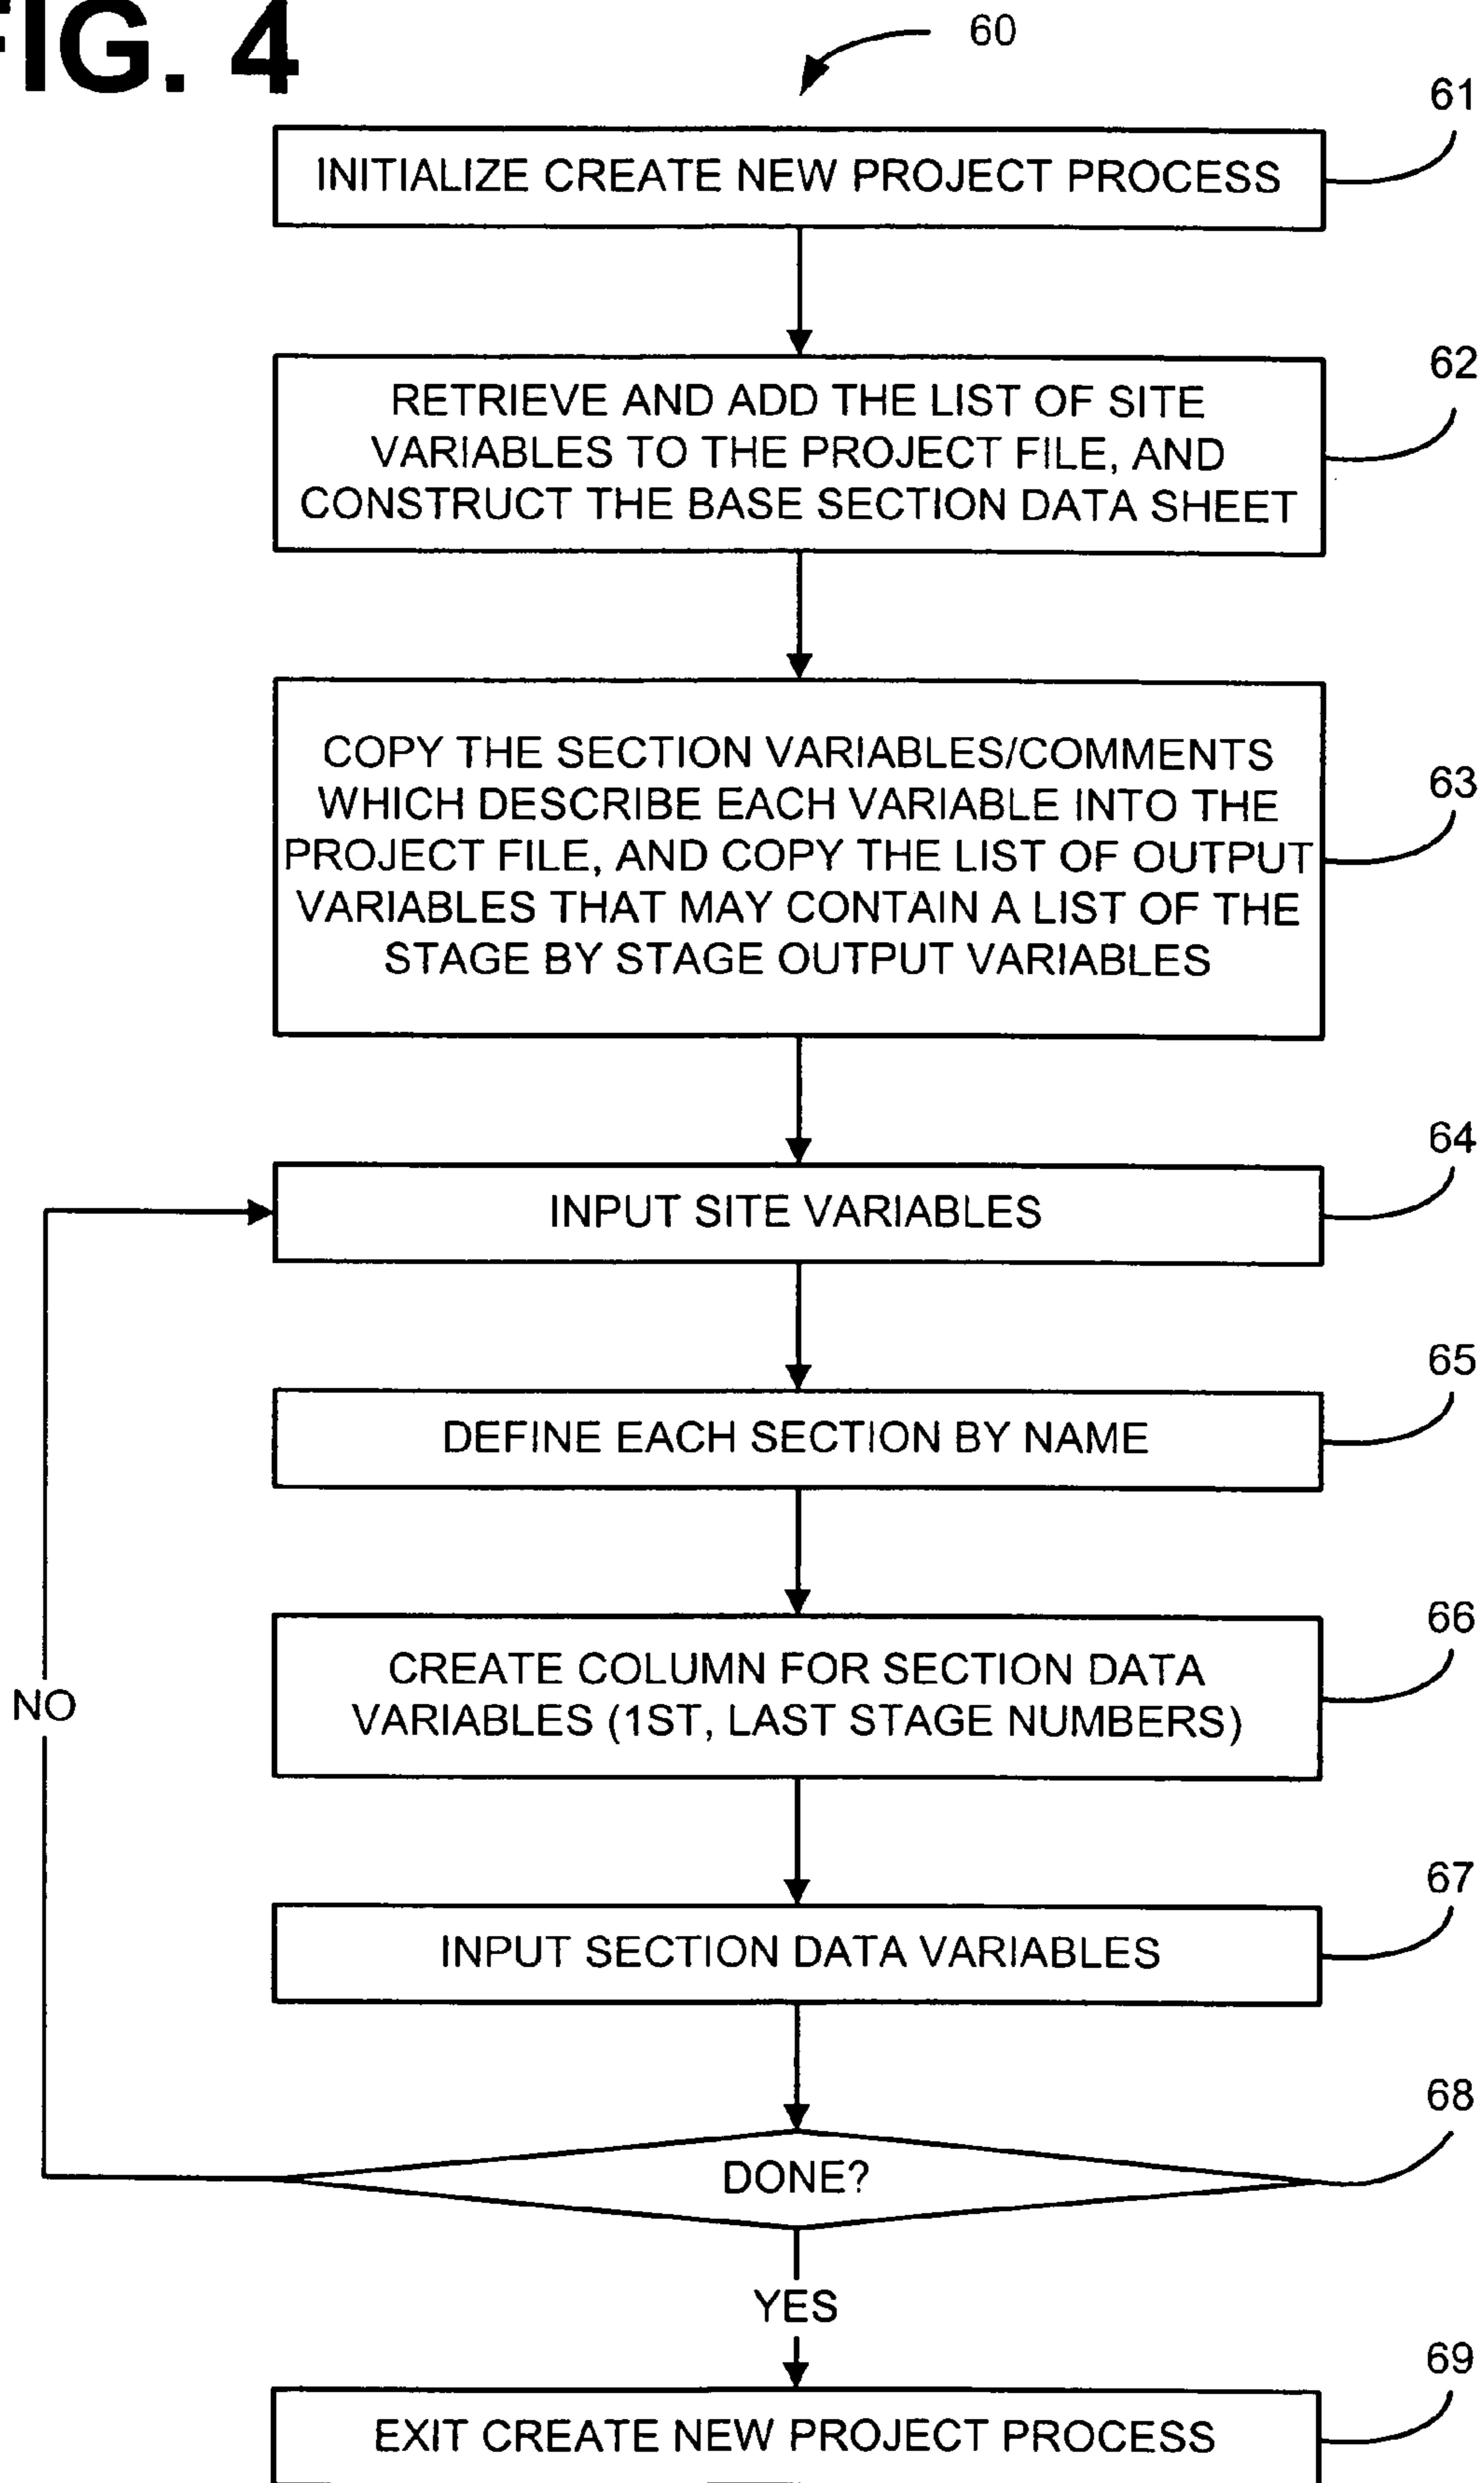 FIG. 4
60
61
INITIALIZE CREATE NEW PROJECT PROCESS
62
RETRIEVE AND ADD THE LIST OF SITE
VARIABLES TO THE PROJECT FILE, AND
CONSTRUCT THE BASE SECTION DATA SHEET
63
COPY THE SECTION VARIABLES/COMMENTS
WHICH DESCRIBE EACH VARIABLE INTO THE
PROJECT FILE, AND COPY THE LIST OF OUTPUT
VARIABLES THAT MAY CONTAIN A LIST OF THE
STAGE BY STAGE OUTPUT VARIABLES
64
INPUT SITE VARIABLES
65
DEFINE EACH SECTION BY NAME
66
CREATE COLUMN FOR SECTION DATA
VARIABLES (1ST, LAST STAGE NUMBERS)
NO
67
INPUT SECTION DATA VARIABLES
68
DONE?
YES
69
EXIT CREATE NEW PROJECT PROCESS